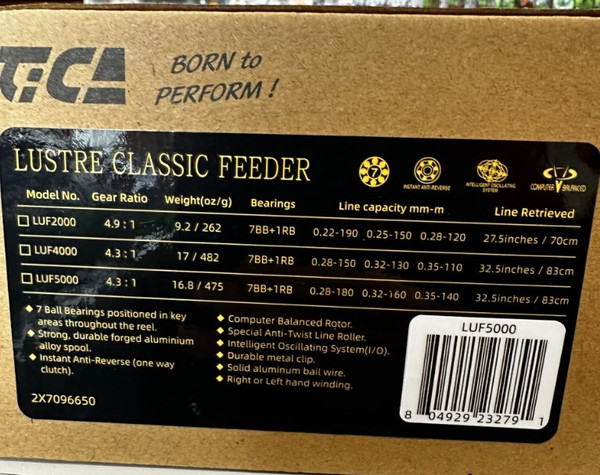 TiCA
BORN to
PERFORM !
LUSTRE CLASSIC FEEDER
7
INSTANT ANTI-REVERSE
INTELLIGENT OSCILLATING
SYSTEM
COMPUTER BALANCED
Model No. Gear Ratio Weight(oz/g) Bearings Line capacity mm-m Line Retrieved
LUF2000 4.9 : 1 9.2 / 262 7BB+1RB 0.22-190 0.25-150 0.28-120 27.5inches / 70cm
LUF4000 4.3 : 1 17 / 482 7BB+1RB 0.28-150 0.32-130 0.35-110 32.5inches / 83cm
LUF5000 4.3 : 1 16.8 / 475 7BB+1RB 0.28-180 0.32-160 0.35-140 32.5inches / 83cm
◆ 7 Ball Bearings positioned in key
areas throughout the reel.
◆ Strong, durable forged aluminium
alloy spool.
◆ Instant Anti-Reverse (one way
clutch).
◆ Computer Balanced Rotor.
◆ Special Anti-Twist Line Roller.
◆ Intelligent Oscillating System(I/O).
◆ Durable metal clip.
◆ Solid aluminum bail wire.
◆ Right or Left hand winding.
2X7096650
LUF5000
8 04929 23279 1